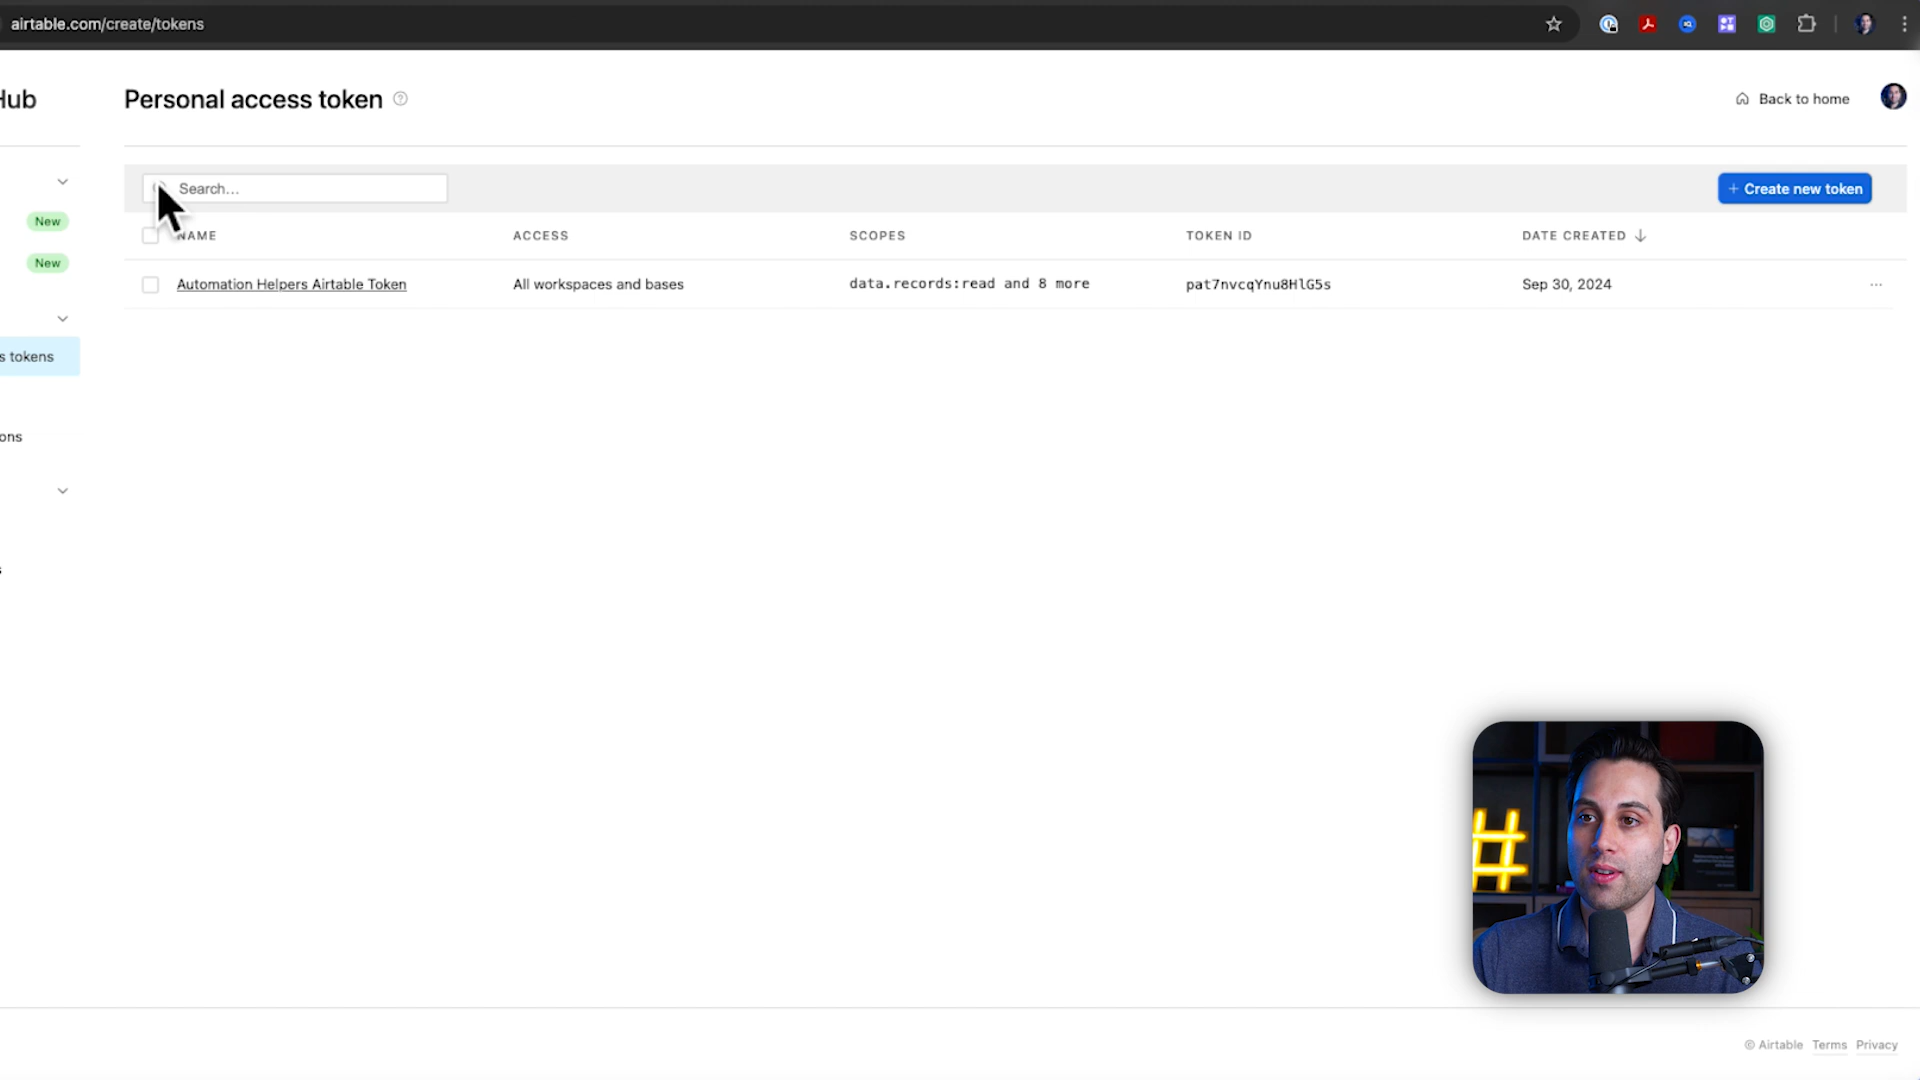 airtable.com/create/tokens
Hub
Personal access token
Back to home
Search...
+ Create new token
New
NAME
ACCESS
SCOPES
TOKEN ID
DATE CREATED
New
Automation Helpers Airtable Token
All workspaces and bases
data.records:read and 8 more
pat7nvcqYnu8HlG5s
Sep 30, 2024
s tokens
ons
s
#
© Airtable Terms Privacy